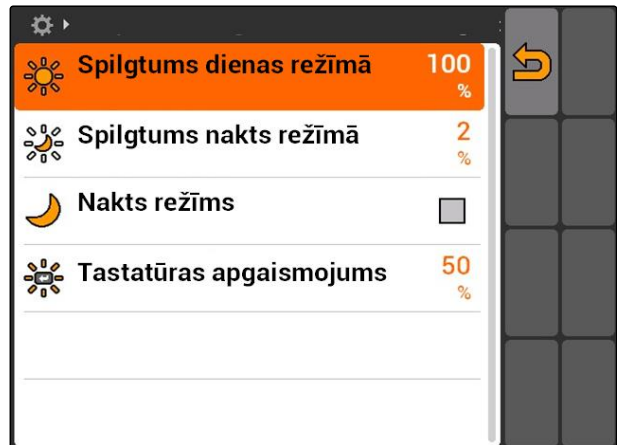 Spilgtums dienas režīmā 100
%
Spilgtums nakts režīmā 2
%
Nakts režīms
Tastatūras apgaismojums 50
%